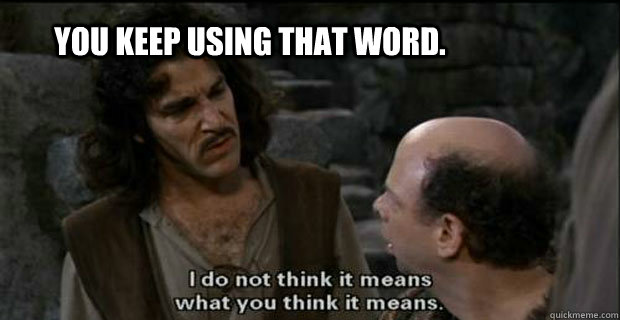 YOU KEEP USING THAT WORD.
I do not think it means
what you think it means.
quickmeme.com